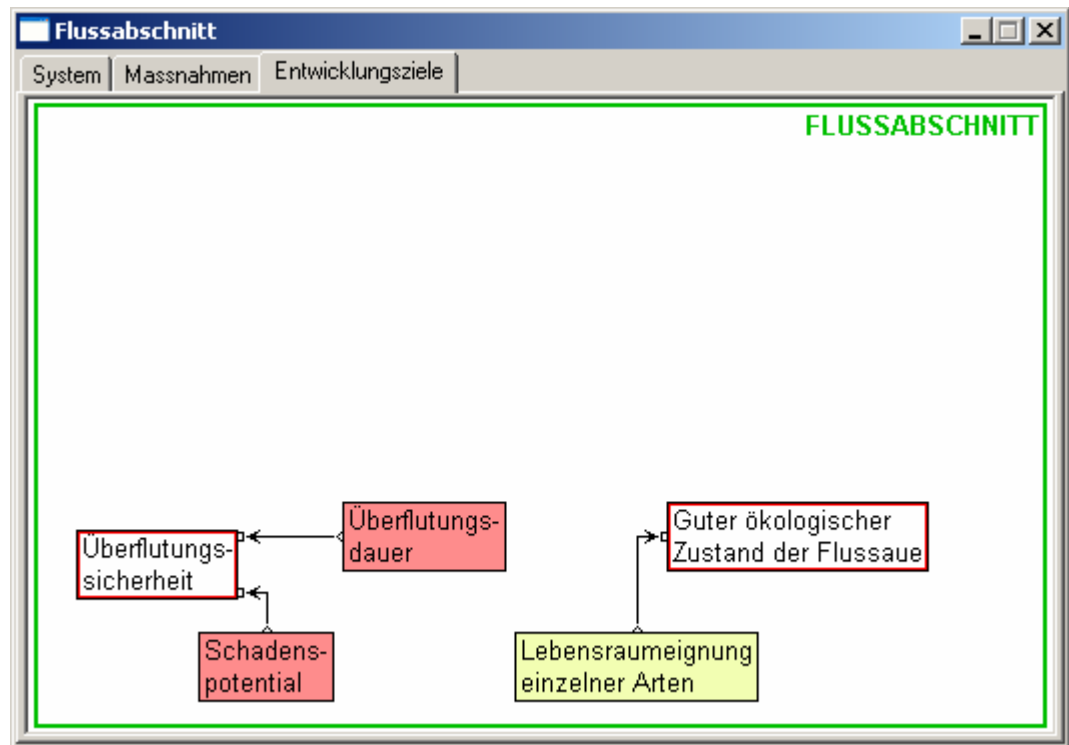 Flussabschnitt
System Massnahmen Entwicklungsziele
FLUSSABSCHNITT
Überflutungs-
sicherheit
Überflutungs-
dauer
Schadens-
potential
Guter ökologischer
Zustand der Flussaue
Lebensraumeignung
einzelner Arten